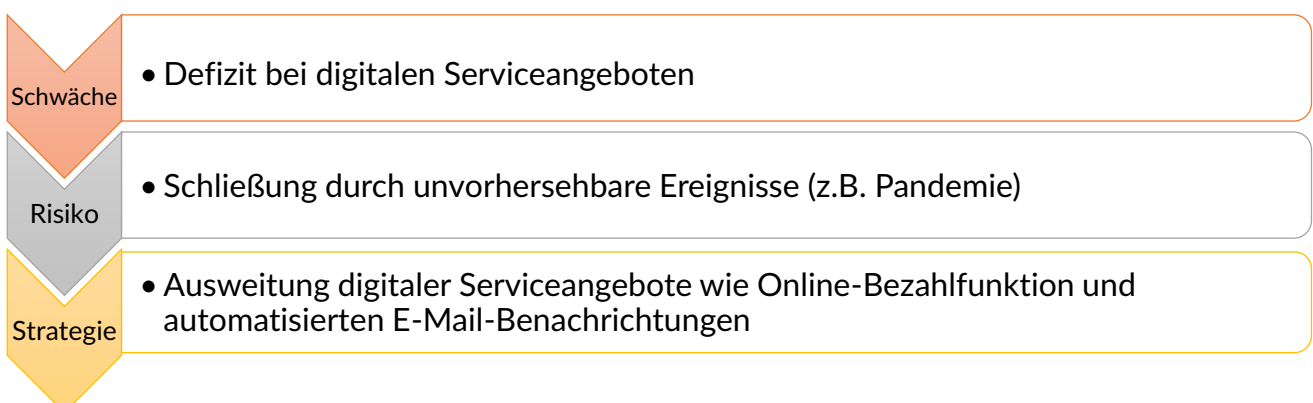 Schwäche
• Defizit bei digitalen Serviceangeboten
Risiko
• Schließung durch unvorhersehbare Ereignisse (z.B. Pandemie)
Strategie
• Ausweitung digitaler Serviceangebote wie Online-Bezahlfunktion und
automatisierten E-Mail-Benachrichtungen